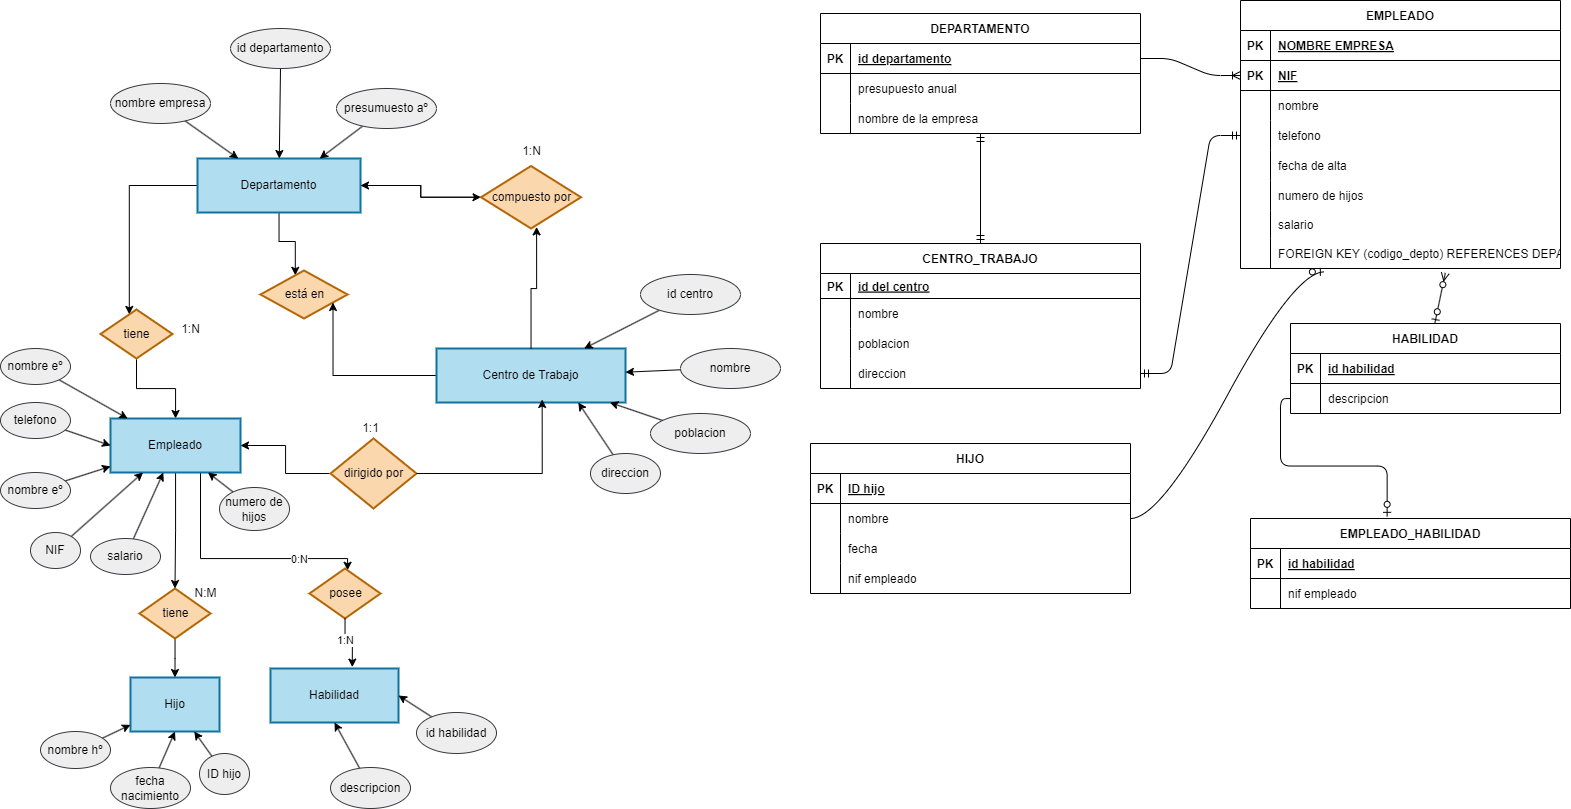 id departamento
nombre empresa
presumuesto aº
Departamento
1:N
compuesto por
está en
tiene
1:N
id centro
nombre
Centro de Trabajo
poblacion
direccion
nombre eº
telefono
nombre eº
Empleado
1:1
dirigido por
NIF
salario
numero de
hijos
0:N
N:M
tiene
posee
1:N
Hijo
nombre hº
fecha
nacimiento
ID hijo
Habilidad
id habilidad
descripcion
DEPARTAMENTO
PK id departamento
presupuesto anual
nombre de la empresa
CENTRO_TRABAJO
PK id del centro
nombre
poblacion
direccion
HIJO
PK ID hijo
nombre
fecha
nif empleado
EMPLEADO
PK NOMBRE EMPRESA
PK NIF
nombre
telefono
fecha de alta
numero de hijos
salario
FOREIGN KEY (codigo_depto) REFERENCES DEPA
HABILIDAD
PK id habilidad
descripcion
EMPLEADO_HABILIDAD
PK id habilidad
nif empleado